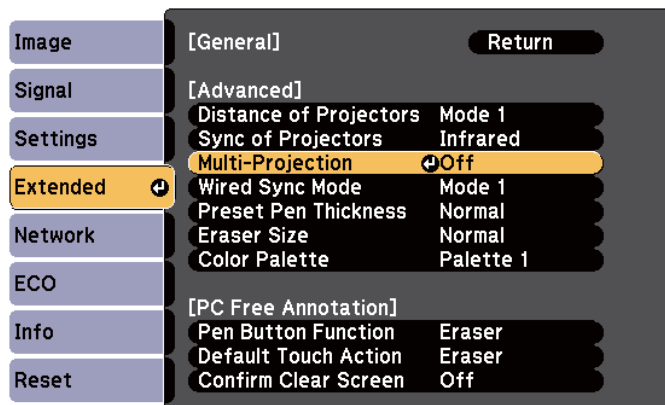 Image
Signal
Settings
Extended
Network
ECO
Info
Reset
[General] Return
[Advanced]
Distance of Projectors Mode 1
Sync of Projectors Infrared
Multi-Projection Off
Wired Sync Mode Mode 1
Preset Pen Thickness Normal
Eraser Size Normal
Color Palette Palette 1
[PC Free Annotation]
Pen Button Function Eraser
Default Touch Action Eraser
Confirm Clear Screen Off